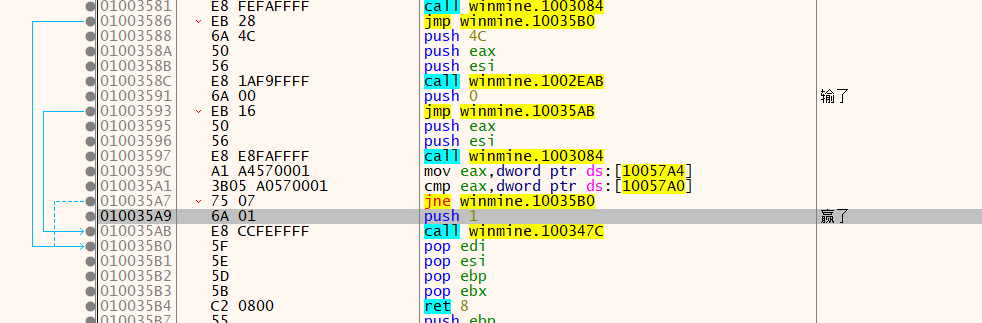 01003581 E8 FEFAFFFF call winmine.1003084
01003586 EB 28 jmp winmine.10035B0
01003588 6A 4C push 4C
0100358A 50 push eax
0100358B 56 push esi
0100358C E8 1AF9FFFF call winmine.1002EAB
01003591 6A 00 push 0 输了
01003593 EB 16 jmp winmine.10035AB
01003595 50 push eax
01003596 56 push esi
01003597 E8 E8FAFFFF call winmine.1003084
0100359C A1 A4570001 mov eax,dword ptr ds:[10057A4]
010035A1 3B05 A0570001 cmp eax,dword ptr ds:[10057A0]
010035A7 75 07 jne winmine.10035B0
010035A9 6A 01 push 1 赢了
010035AB E8 CCFEFFFF call winmine.100347C
010035B0 5F pop edi
010035B1 5E pop esi
010035B2 5D pop ebp
010035B3 5B pop ebx
010035B4 C2 0800 ret 8
010035B7 55 push ebp